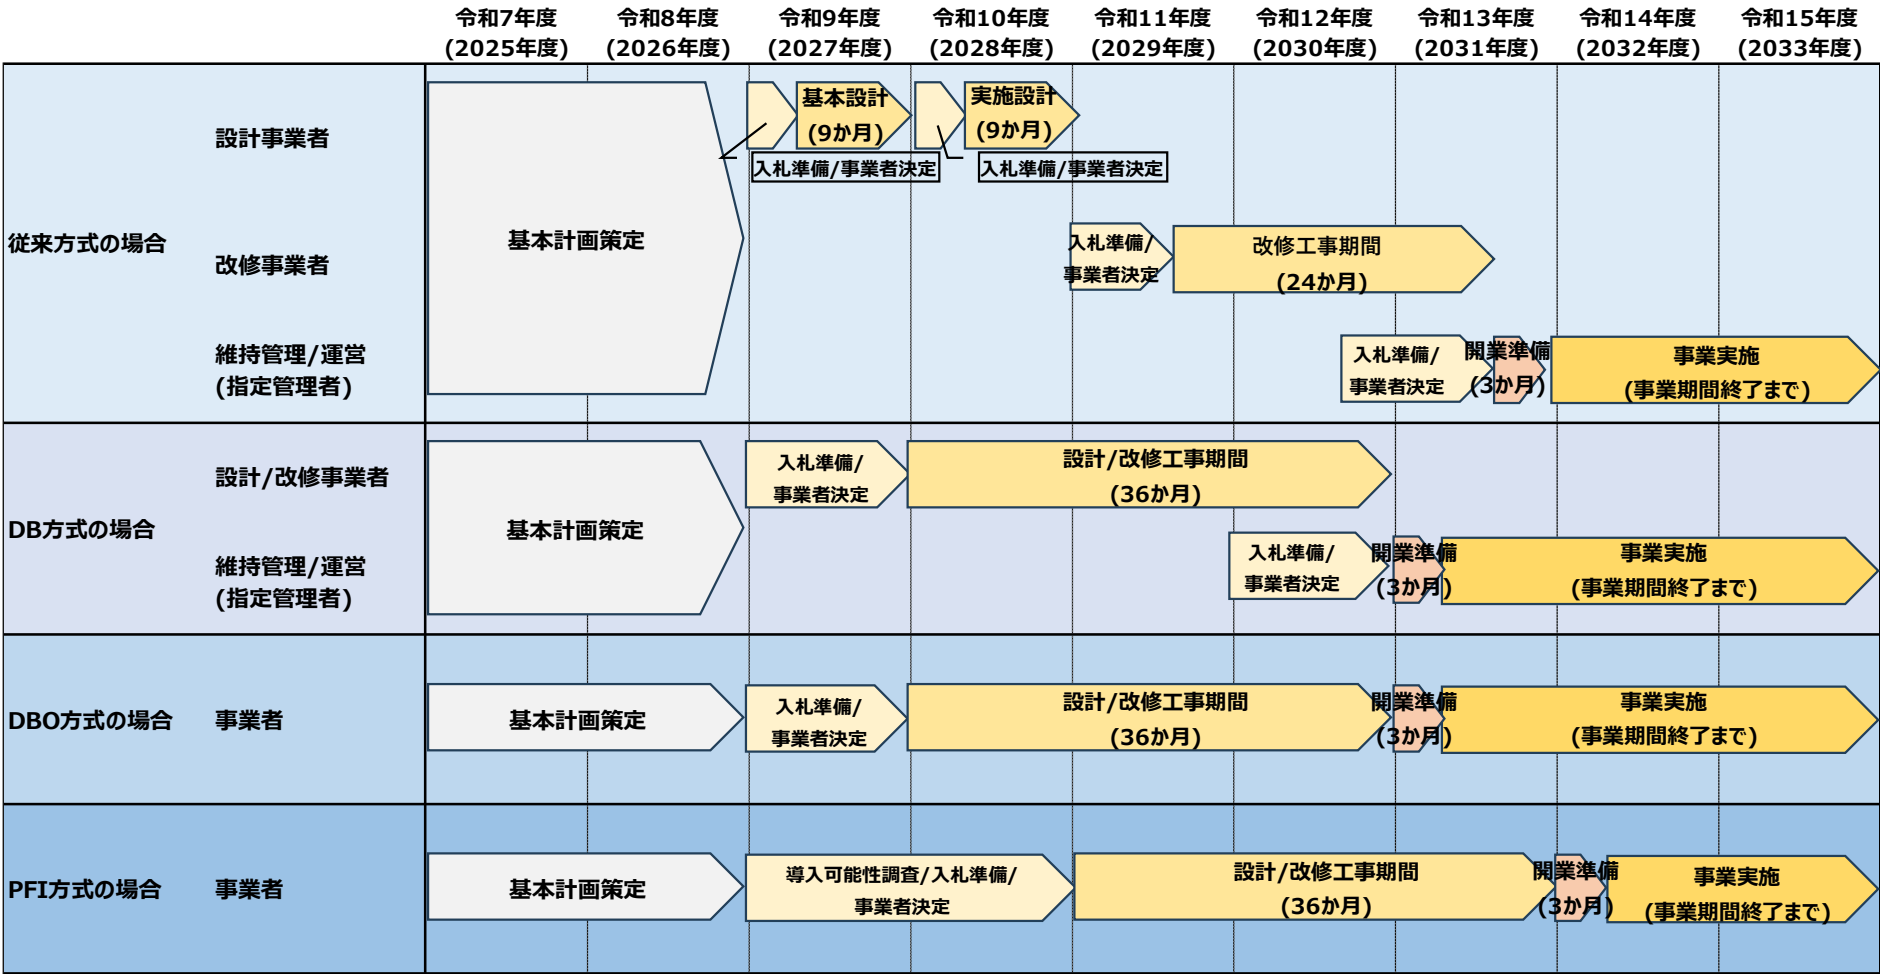 令和7年度
(2025年度)
令和8年度
(2026年度)
令和9年度
(2027年度)
令和10年度
(2028年度)
令和11年度
(2029年度)
令和12年度
(2030年度)
令和13年度
(2031年度)
令和14年度
(2032年度)
令和15年度
(2033年度)
従来方式の場合
設計事業者
改修事業者
維持管理/運営
(指定管理者)
基本計画策定
基本設計
(9か月)
入札準備/事業者決定
実施設計
(9か月)
入札準備/事業者決定
入札準備/
事業者決定
改修工事期間
(24か月)
入札準備/
事業者決定
開業準備
(3か月)
事業実施
(事業期間終了まで)
DB方式の場合
設計/改修事業者
維持管理/運営
(指定管理者)
基本計画策定
入札準備/
事業者決定
設計/改修工事期間
(36か月)
入札準備/
事業者決定
開業準備
(3か月)
事業実施
(事業期間終了まで)
DBO方式の場合
事業者
基本計画策定
入札準備/
事業者決定
設計/改修工事期間
(36か月)
開業準備
(3か月)
事業実施
(事業期間終了まで)
PFI方式の場合
事業者
基本計画策定
導入可能性調査/入札準備/
事業者決定
設計/改修工事期間
(36か月)
開業準備
(3か月)
事業実施
(事業期間終了まで)